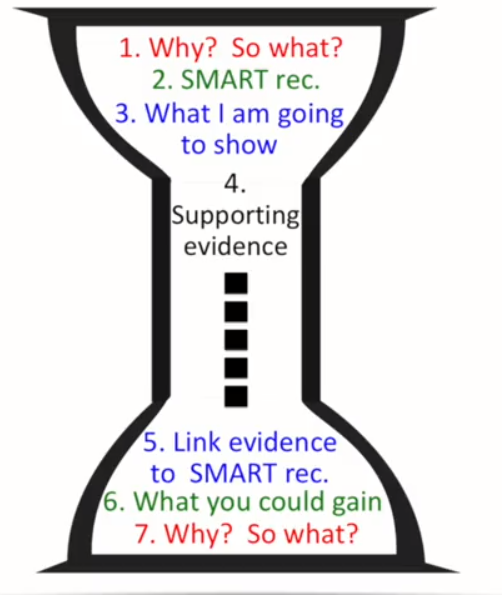 1. Why? So what?
2. SMART rec.
3. What I am going
to show
4.
Supporting
evidence
5. Link evidence
to SMART rec.
6. What you could gain
7. Why? So what?